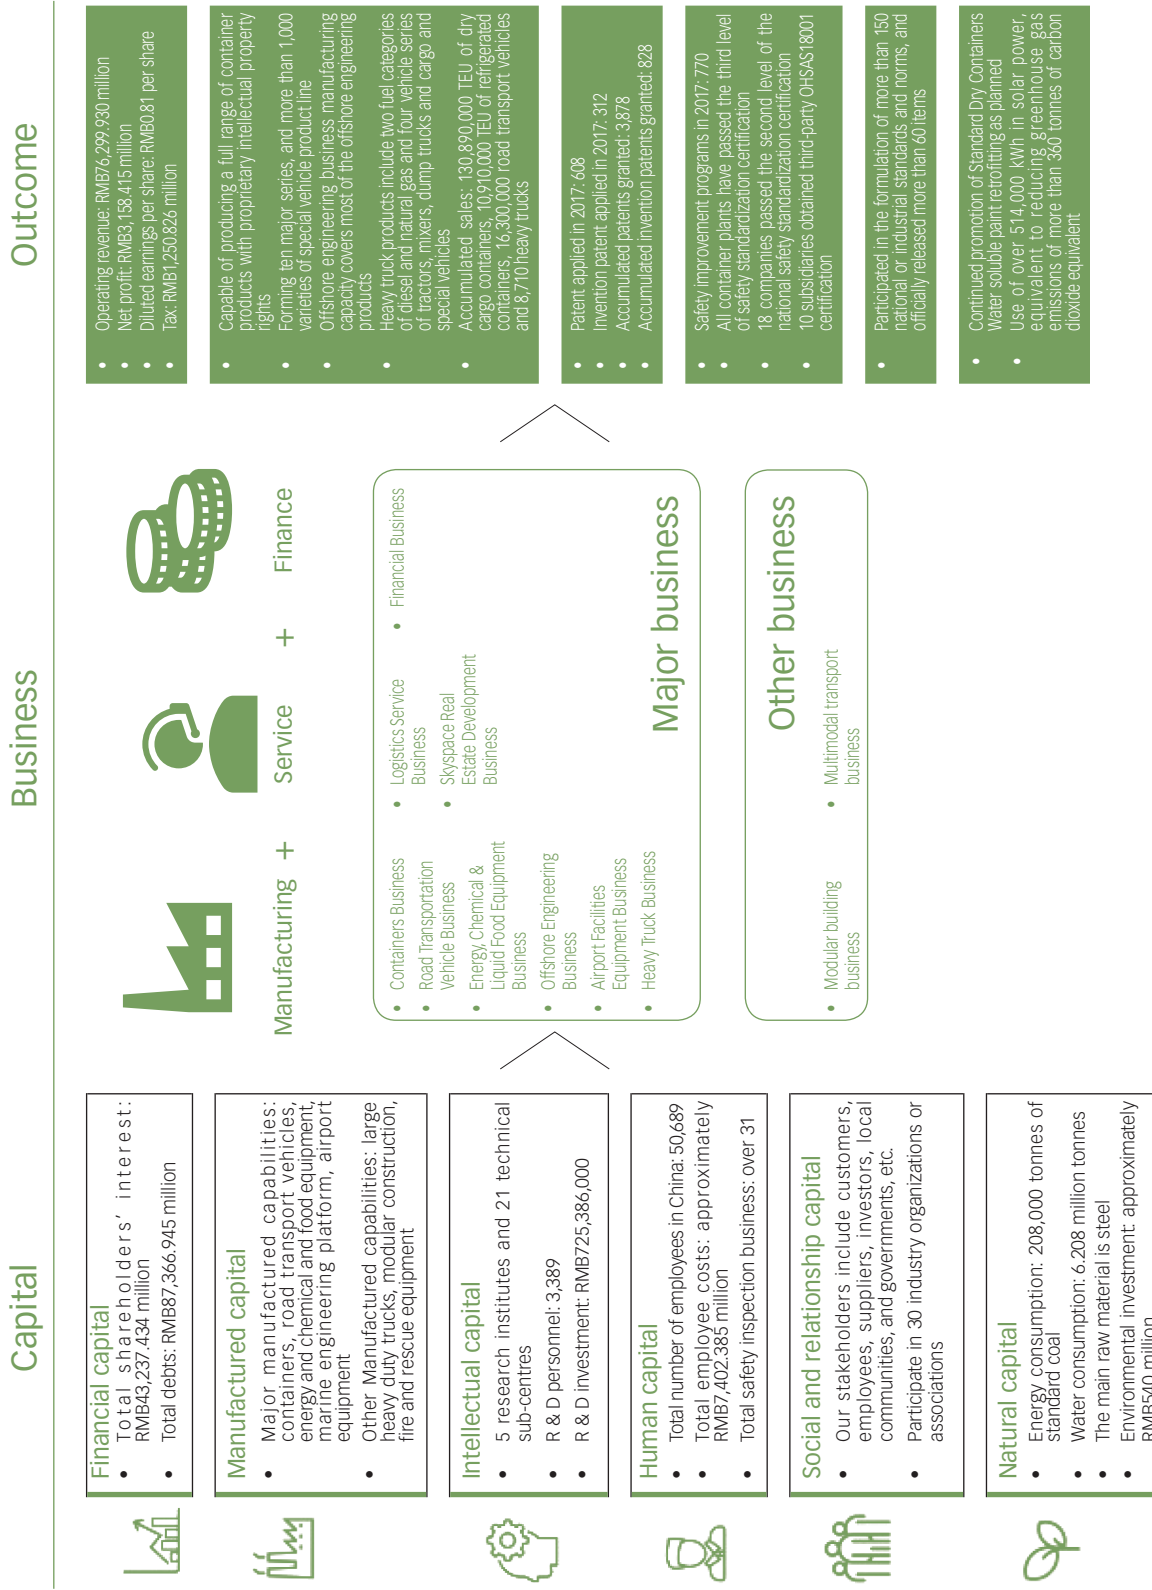 Capital
Business
Outcome
Financial capital
• Total shareholders' interest:
RMB43,237.434 million
• Total debts: RMB87,366.945 million
Manufactured capital
• Major manufactured capabilities:
containers, road transport vehicles,
energy and chemical and food equipment,
marine engineering platform, airport
equipment
• Other Manufactured capabilities: large
heavy duty trucks, modular construction,
fire and rescue equipment
Intellectual capital
• 5 research institutes and 21 technical
sub-centres
• R & D personnel: 3,389
• R & D investment: RMB725,386,000
Human capital
• Total number of employees in China: 50,689
• Total employee costs: approximately
RMB7,402.385 million
• Total safety inspection business: over 31
Social and relationship capital
• Our stakeholders include customers,
employees, suppliers, investors, local
communities, and governments, etc.
• Participate in 30 industry organizations or
associations
Natural capital
• Energy consumption: 208,000 tonnes of
standard coal
• Water consumption: 6.208 million tonnes
• The main raw material is steel
• Environmental investment: approximately
RMB540 million
Manufacturing + Service + Finance
• Containers Business
• Road Transportation
Vehicle Business
• Energy, Chemical &
Liquid Food Equipment
Business
• Offshore Engineering
Business
• Airport Facilities
Equipment Business
• Heavy Truck Business
• Logistics Service
Business
• Skyspace Real
Estate Development
Business
• Financial Business
Major business
Other business
• Modular building
business
• Multimodal transport
business
• Operating revenue: RMB76,299.930 million
• Net profit: RMB3,158.415 million
• Diluted earnings per share: RMB0.81 per share
• Tax: RMB1,250.826 million
• Capable of producing a full range of container
products with proprietary intellectual property
rights
• Forming ten major series, and more than 1,000
varieties of special vehicle product line
• Offshore engineering business manufacturing
capacity covers most of the offshore engineering
products
• Heavy truck products include two fuel categories
of diesel and natural gas and four vehicle series
of tractors, mixers, dump trucks and cargo and
special vehicles
• Accumulated sales: 130,890,000 TEU of dry
cargo containers, 10,910,000 TEU of refrigerated
containers, 16,300,000 road transport vehicles
and 8,710 heavy trucks
• Patent applied in 2017: 608
• Invention patent applied in 2017: 312
• Accumulated patents granted: 3,878
• Accumulated invention patents granted: 828
• Safety improvement programs in 2017: 770
• All container plants have passed the third level
of safety standardization certification
• 18 companies passed the second level of the
national safety standardization certification
• 10 subsidiaries obtained third-party OHSAS18001
certification
• Participated in the formulation of more than 150
national or industrial standards and norms, and
officially released more than 60 items
• Continued promotion of Standard Dry Containers
Water soluble paint retrofitting as planned
• Use of over 514,000 kWh in solar power,
equivalent to reducing greenhouse gas
emissions of more than 360 tonnes of carbon
dioxide equivalent